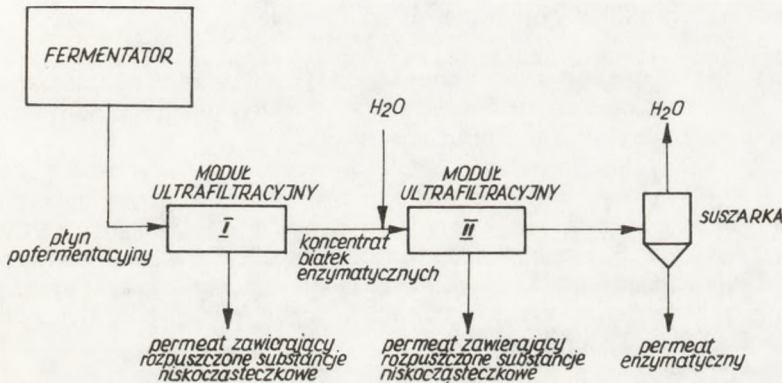 FERMENTATOR
H2O
H2O
MODUŁ
ULTRAFILTRACYJNY
MODUŁ
ULTRAFILTRACYJNY
I
II
SUSZARKA
płyn
pofermentacyjny
koncentrat
białek
enzymatycznych
permeat zawierający
rozpuszczone substancje
niskocząsteczkowe
permeat zawierający
rozpuszczone substancje
niskocząsteczkowe
permeat
enzymatyczny